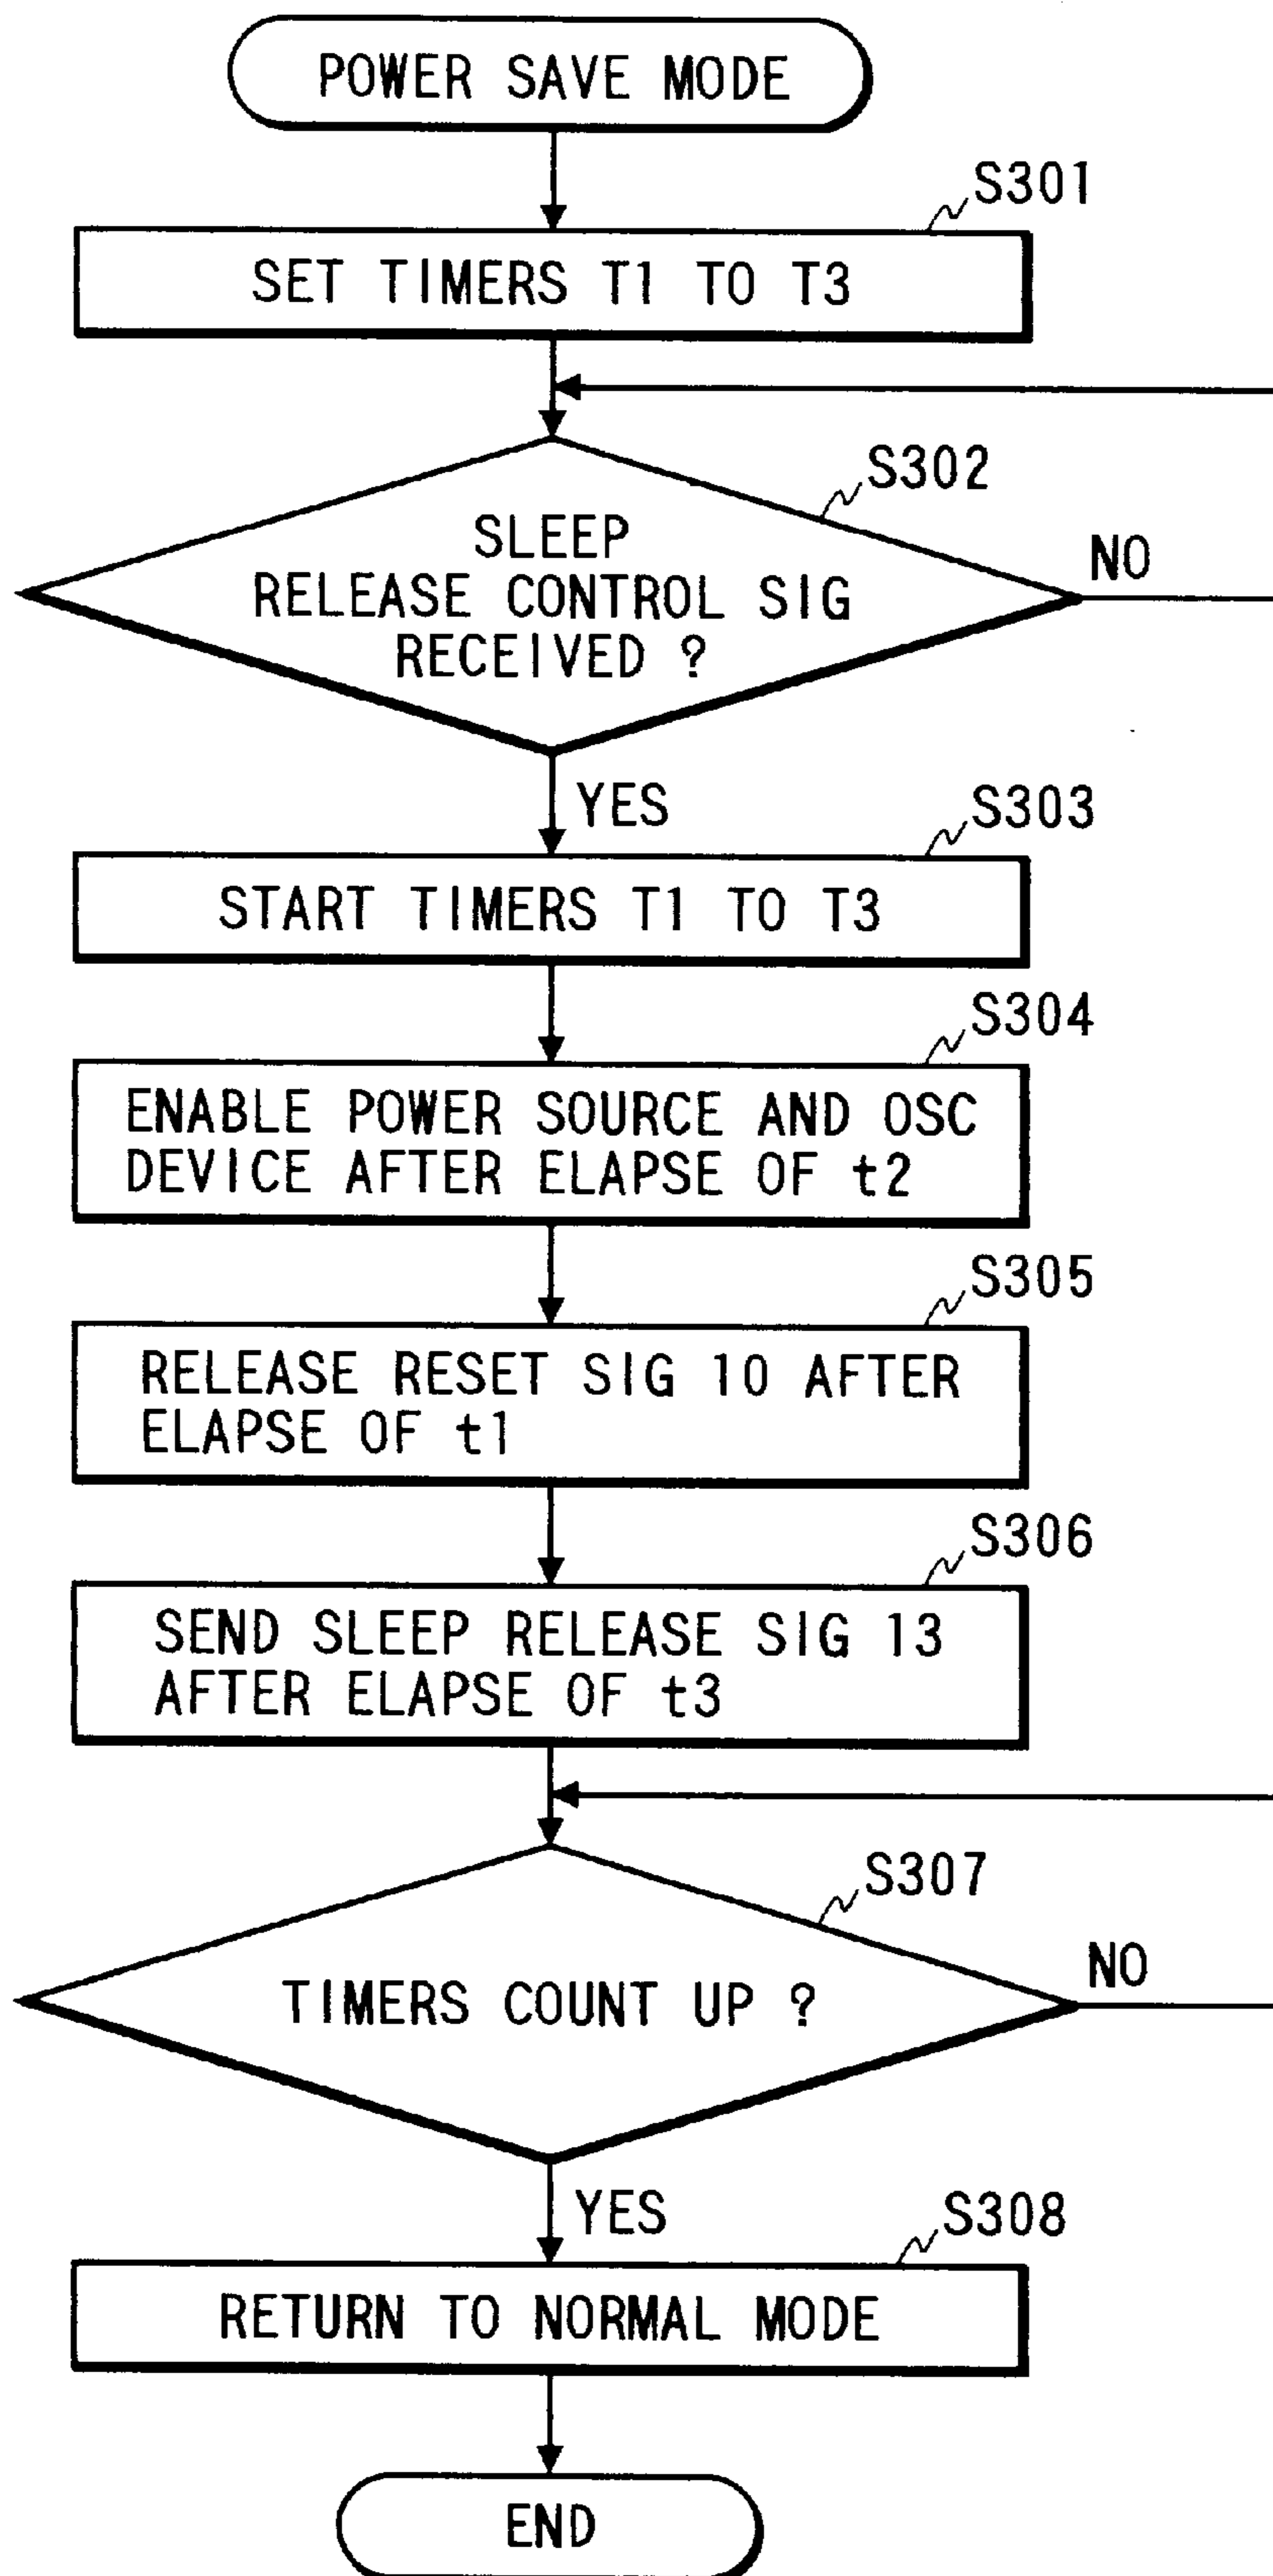 POWER SAVE MODE
S301
SET TIMERS T1 TO T3
S302
SLEEP
RELEASE CONTROL SIG
RECEIVED ?
NO
YES
S303
START TIMERS T1 TO T3
S304
ENABLE POWER SOURCE AND OSC
DEVICE AFTER ELAPSE OF t2
S305
RELEASE RESET SIG 10 AFTER
ELAPSE OF t1
S306
SEND SLEEP RELEASE SIG 13
AFTER ELAPSE OF t3
S307
TIMERS COUNT UP ?
NO
YES
S308
RETURN TO NORMAL MODE
END